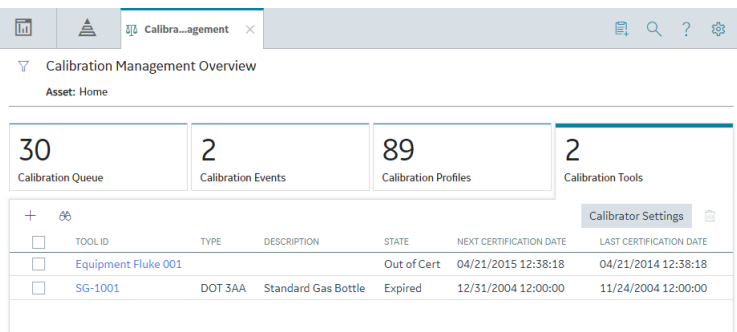 Calibra...agement
?
Calibration Management Overview
Asset: Home
30 2 89 2
Calibration Queue Calibration Events Calibration Profiles Calibration Tools
Calibrator Settings
TOOL ID TYPE DESCRIPTION STATE NEXT CERTIFICATION DATE LAST CERTIFICATION DATE
Equipment Fluke 001 Out of Cert 04/21/2015 12:38:18 04/21/2014 12:38:18
SG-1001 DOT 3AA Standard Gas Bottle Expired 12/31/2004 12:00:00 11/24/2004 12:00:00